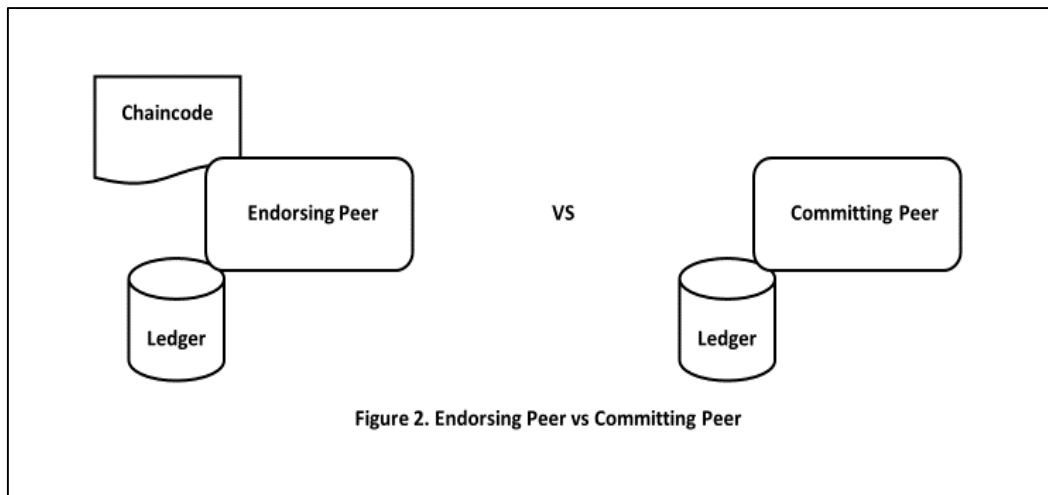 Chaincode
Endorsing Peer
VS
Committing Peer
Ledger
Ledger
Figure 2. Endorsing Peer vs Committing Peer